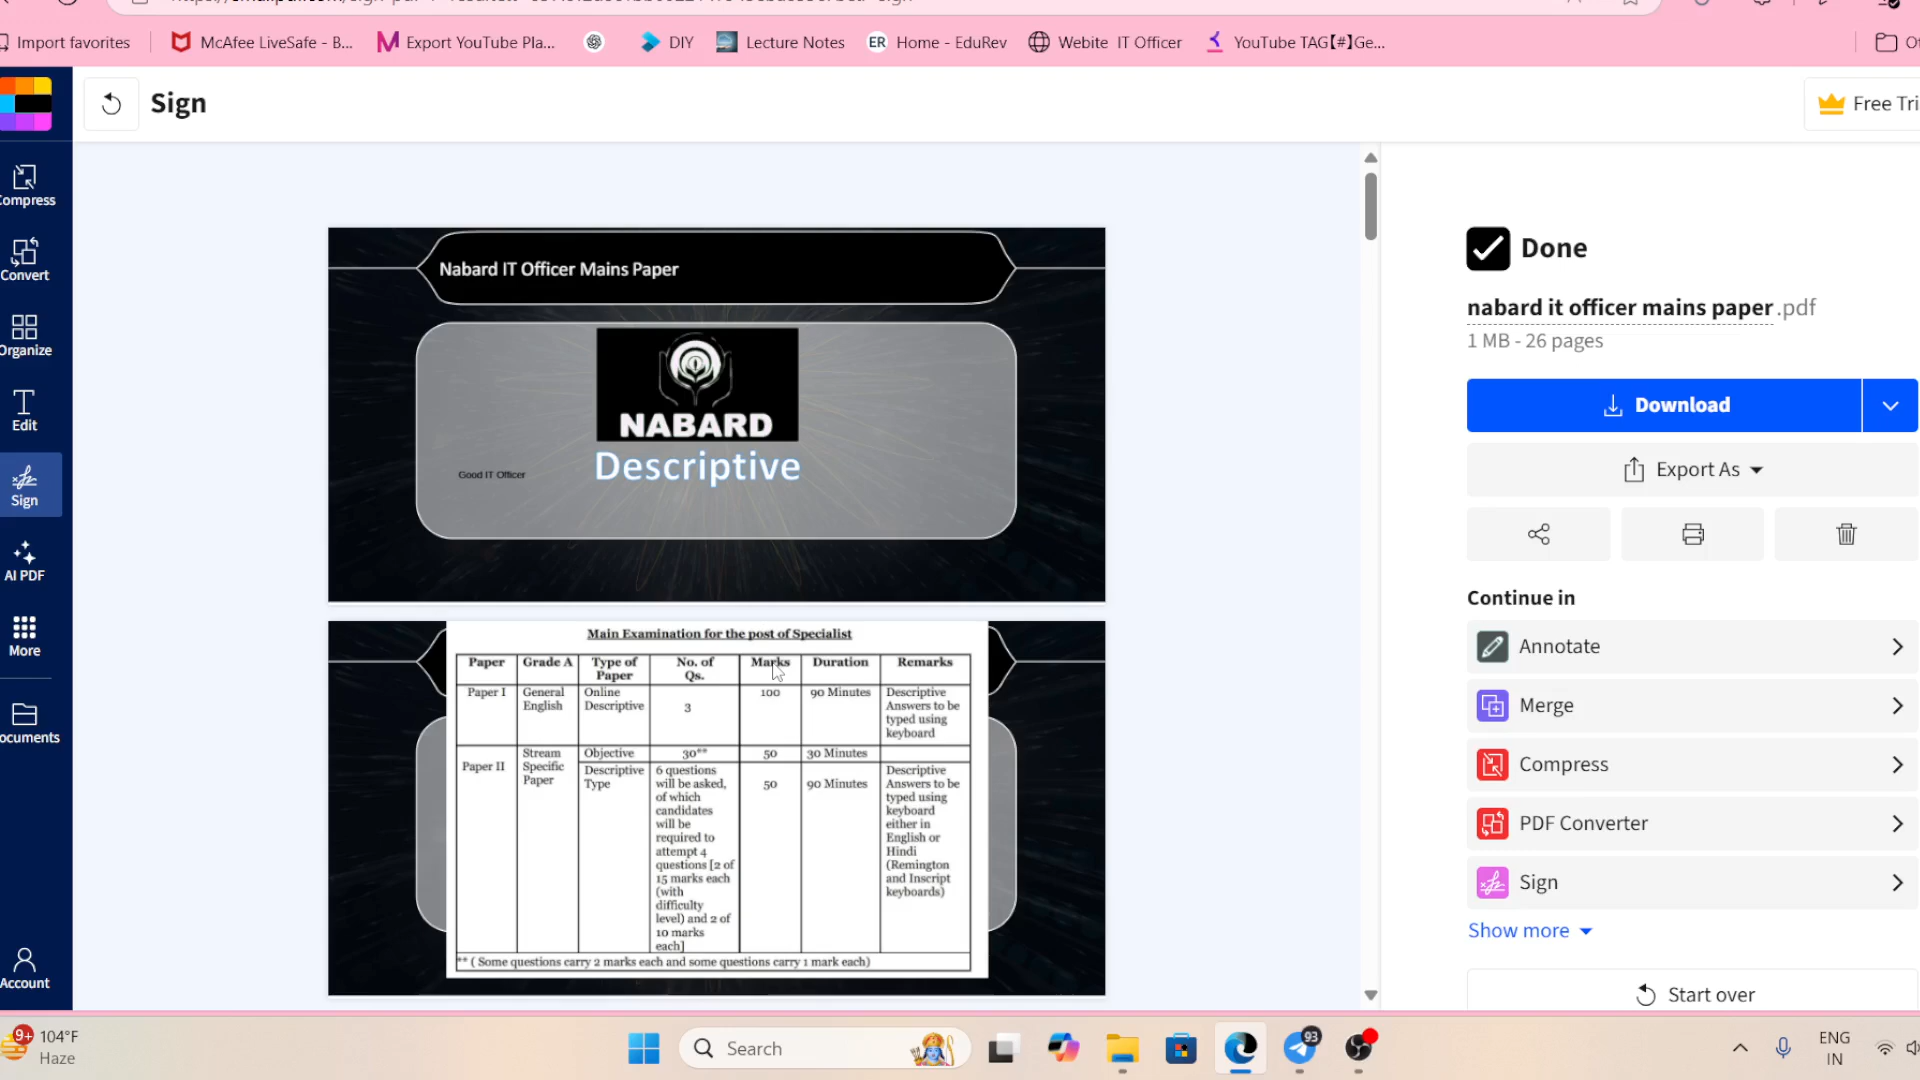 Import favorites
McAfee LiveSafe - B...
Export YouTube Pla...
DIY
Lecture Notes
ER Home - EduRev
Webite IT Officer
YouTube TAG【#】Ge...
Sign
Free Tri
Compress
Convert
Organize
Edit
Sign
AI PDF
More
ocuments
Account
Nabard IT Officer Mains Paper
NABARD
Good IT Officer
Descriptive
Main Examination for the post of Specialist
Paper Grade A Type of Paper No. of Qs. Marks Duration Remarks
Paper I General English Online Descriptive 3 100 90 Minutes Descriptive Answers to be typed using keyboard
Paper II Stream Specific Paper Objective 30** 50 30 Minutes
Descriptive Type 6 questions will be asked, of which candidates will be required to attempt 4 questions [2 of 15 marks each (with difficulty level) and 2 of 10 marks each] 50 90 Minutes Descriptive Answers to be typed using keyboard either in English or Hindi (Remington and Inscript keyboards)
** ( Some questions carry 2 marks each and some questions carry 1 mark each)
Done
nabard it officer mains paper.pdf
1 MB - 26 pages
Download
Export As
Continue in
Annotate
Merge
Compress
PDF Converter
Sign
Show more
Start over
9+
104°F
Haze
Search
93
ENG
IN